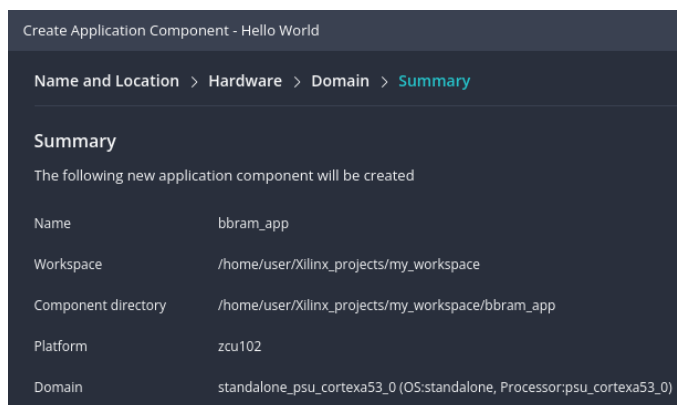 Create Application Component - Hello World
Name and Location > Hardware > Domain > Summary
Summary
The following new application component will be created
Name bbram_app
Workspace /home/user/Xilinx_projects/my_workspace
Component directory /home/user/Xilinx_projects/my_workspace/bbram_app
Platform zcu102
Domain standalone_psu_cortexa53_0 (OS:standalone, Processor:psu_cortexa53_0)